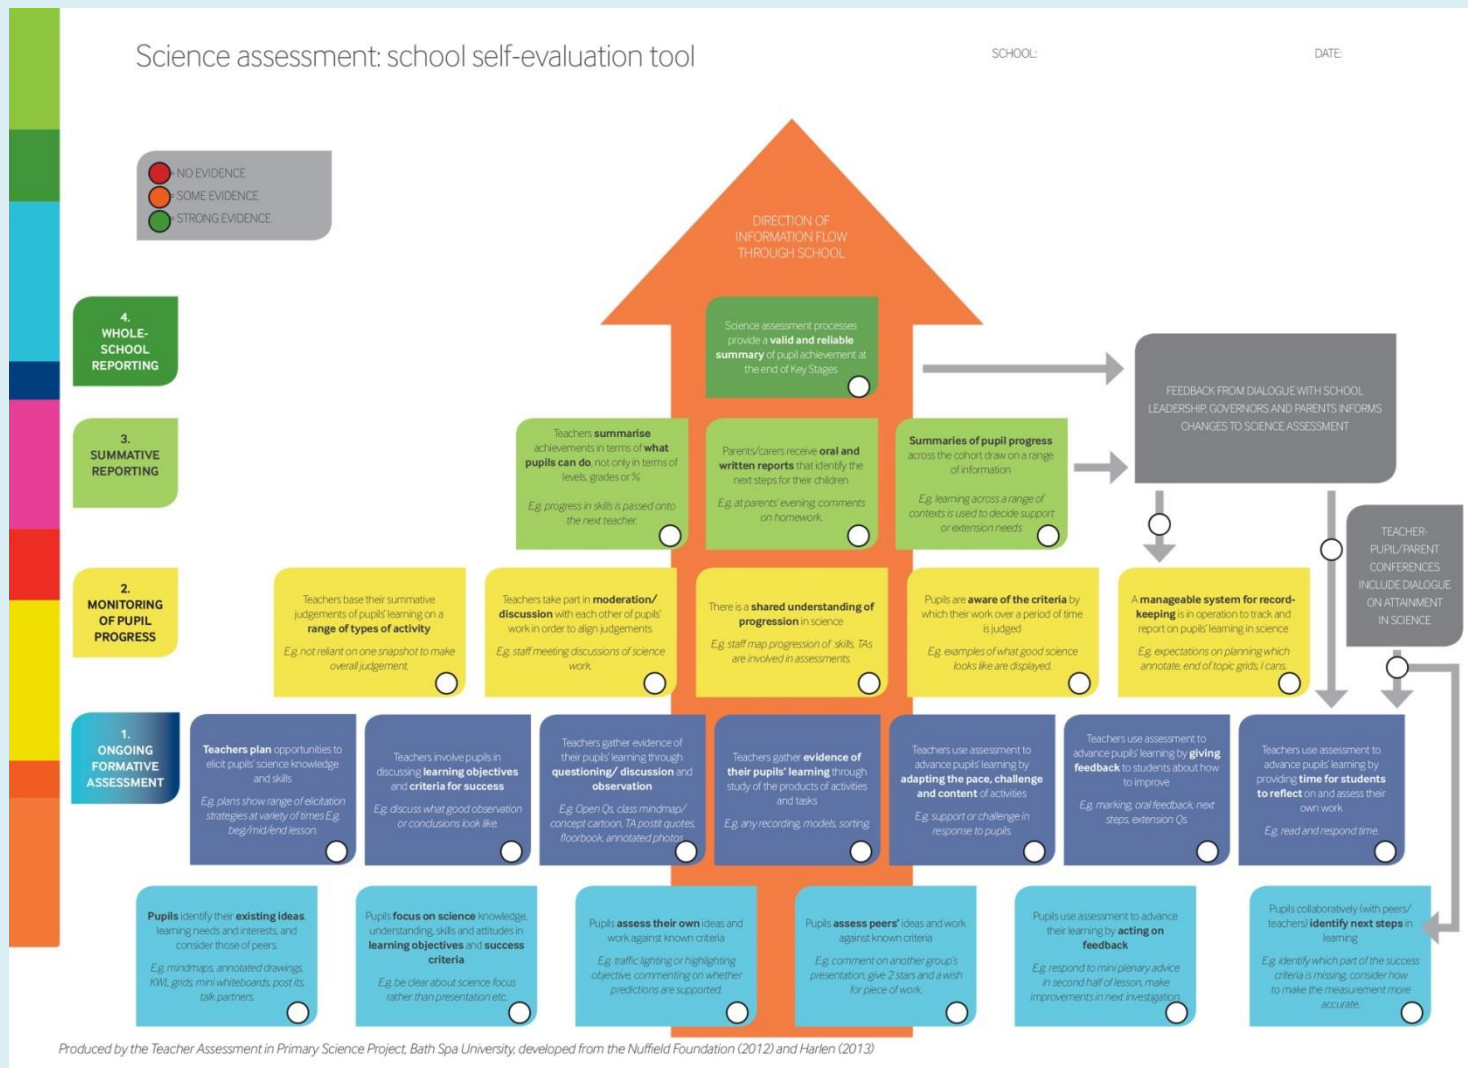 Science assessment: school self-evaluation tool
SCHOOL:
DATE:
= NO EVIDENCE
= SOME EVIDENCE
= STRONG EVIDENCE
DIRECTION OF
INFORMATION FLOW
THROUGH SCHOOL
4.
WHOLE-
SCHOOL
REPORTING
Science assessment processes
provide a valid and reliable
summary of pupil achievement at
the end of Key Stages
FEEDBACK FROM DIALOGUE WITH SCHOOL
LEADERSHIP, GOVERNORS AND PARENTS INFORMS
CHANGES TO SCIENCE ASSESSMENT
3.
SUMMATIVE
REPORTING
Teachers summarise
achievements in terms of what
pupils can do, not only in terms of
levels, grades or %
E.g. progress in skills is passed onto
the next teacher.
Parents/carers receive oral and
written reports that identify the
next steps for their children
E.g. at parents' evening, comments
on homework.
Summaries of pupil progress
across the cohort draw on a range
of information
E.g. learning across a range of
contexts is used to decide support
or extension needs
TEACHER-
PUPIL/PARENT
CONFERENCES
INCLUDE DIALOGUE
ON ATTAINMENT
IN SCIENCE
2.
MONITORING
OF PUPIL
PROGRESS
Teachers base their summative
judgements of pupils' learning on a
range of types of activity
E.g. not reliant on one snapshot to make
overall judgement.
Teachers take part in moderation/
discussion with each other of pupils'
work in order to align judgements
E.g. staff meeting discussions of science
work.
There is a shared understanding of
progression in science
E.g. staff map progression of skills, TAs
are involved in assessments.
Pupils are aware of the criteria by
which their work over a period of time
is judged
E.g. examples of what good science
looks like are displayed.
A manageable system for record-
keeping is in operation to track and
report on pupils' learning in science
E.g. expectations on planning which
annotate, end of topic grids, I cans.
1.
ONGOING
FORMATIVE
ASSESSMENT
Teachers plan opportunities to
elicit pupils' science knowledge
and skills
E.g. plans show range of elicitation
strategies at variety of times E.g.
beg/mid/end lesson.
Teachers involve pupils in
discussing learning objectives
and criteria for success
E.g. discuss what good observation
or conclusions look like.
Teachers gather evidence of
their pupils' learning through
questioning/ discussion and
observation
E.g. Open Qs, class mindmap/
concept cartoon, TA postit quotes,
floorbook, annotated photos
Teachers gather evidence of
their pupils' learning through
study of the products of activities
and tasks
E.g. any recording, models, sorting.
Teachers use assessment to
advance pupils' learning by
adapting the pace, challenge
and content of activities
E.g. support or challenge in
response to pupils.
Teachers use assessment to
advance pupils' learning by giving
feedback to students about how
to improve
E.g. marking, oral feedback, next
steps, extension Qs.
Teachers use assessment to
advance pupils' learning by
providing time for students
to reflect on and assess their
own work
E.g. read and respond time.
Pupils identify their existing ideas,
learning needs and interests, and
consider those of peers.
E.g. mindmaps, annotated drawings,
KWL grids, mini whiteboards, post its,
talk partners.
Pupils focus on science knowledge,
understanding, skills and attitudes in
learning objectives and success
criteria
E.g. be clear about science focus
rather than presentation etc.
Pupils assess their own ideas and
work against known criteria
E.g. traffic lighting or highlighting
objective, commenting on whether
predictions are supported.
Pupils assess peers' ideas and work
against known criteria
E.g. comment on another group's
presentation, give 2 stars and a wish
for piece of work.
Pupils use assessment to advance
their learning by acting on
feedback
E.g. respond to mini plenary advice
in second half of lesson, make
improvements in next investigation.
Pupils collaboratively (with peers/
teachers) identify next steps in
learning
E.g. identify which part of the success
criteria is missing, consider how
to make the measurement more
accurate.
Produced by the Teacher Assessment in Primary Science Project, Bath Spa University, developed from the Nuffield Foundation (2012) and Harlen (2013)